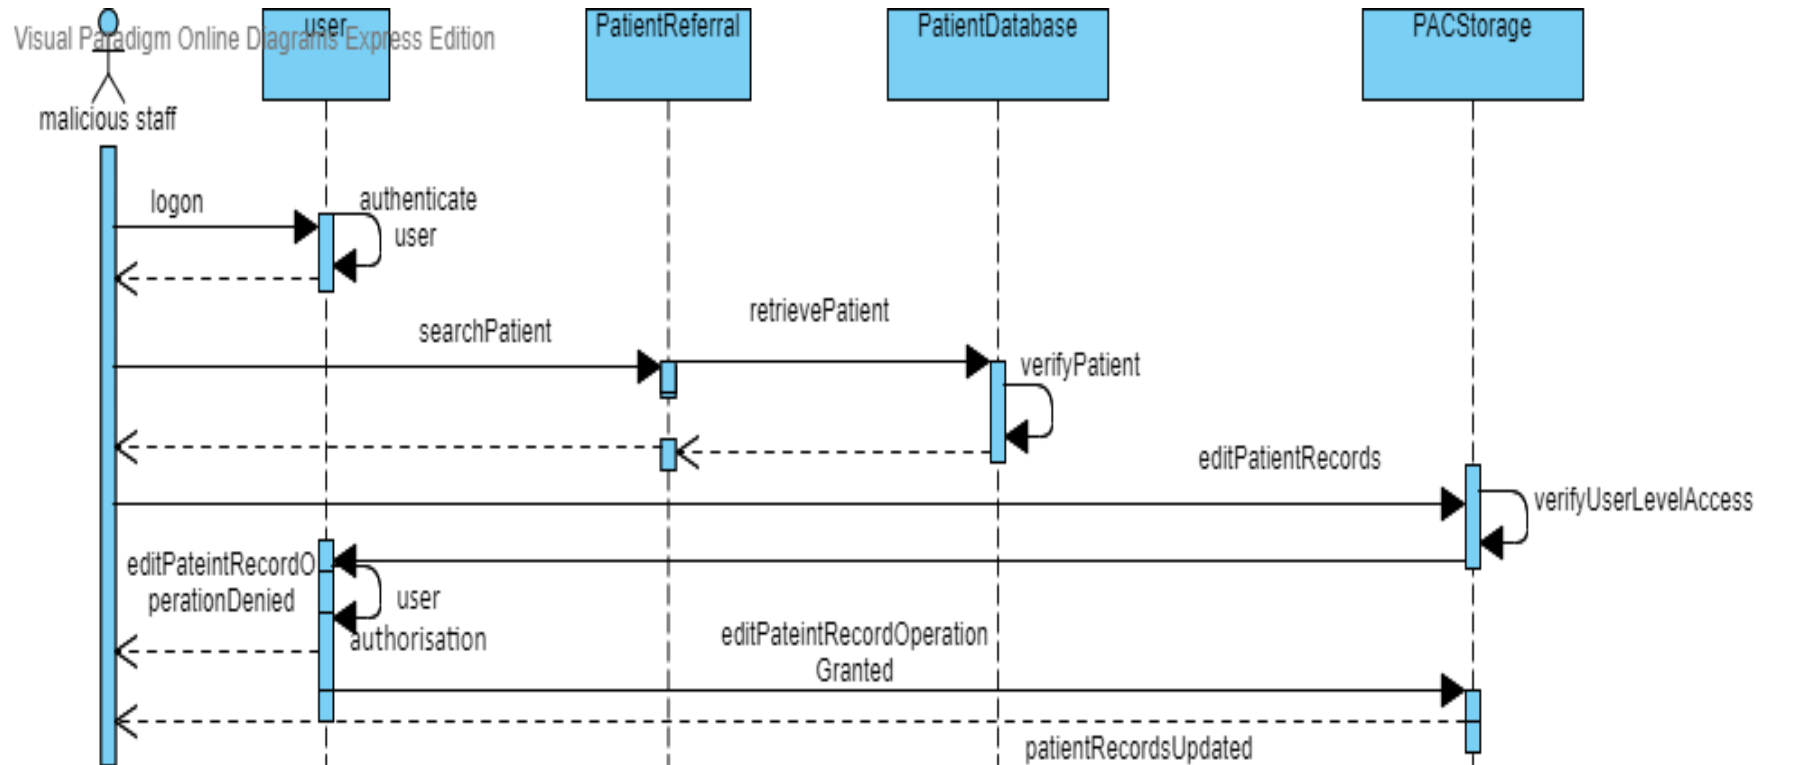 Visual Paradigm Online Diagrams Express Edition
user
PatientReferral
PatientDatabase
PACStorage
malicious staff
logon
authenticate
user
searchPatient
retrievePatient
verifyPatient
editPatientRecords
verifyUserLevelAccess
editPateintRecordO
perationDenied
user
authorisation
editPateintRecordOperation
Granted
patientRecordsUpdated